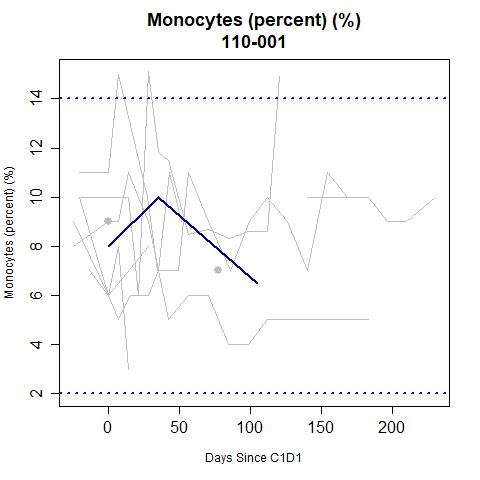 Monocytes (percent) (%)
110-001
Monocytes (percent) (%)
14
12
10
8
6
4
2
0 50 100 150 200
Days Since C1D1